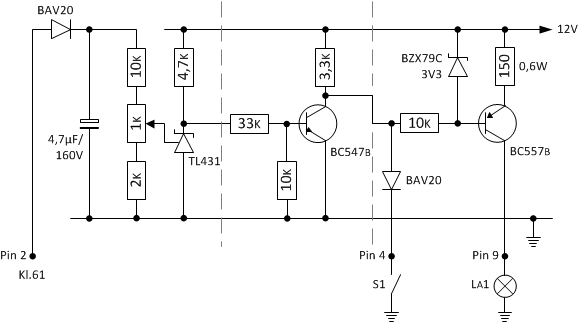 BAV20
12V
10K
4,7K
3,3K
BZX79C
3V3
150
0,6W
4,7µF/
160V
1K
TL431
33K
BC547B
10K
BC557B
2K
10K
BAV20
Pin 2
Kl.61
Pin 4
Pin 9
S1
LA1